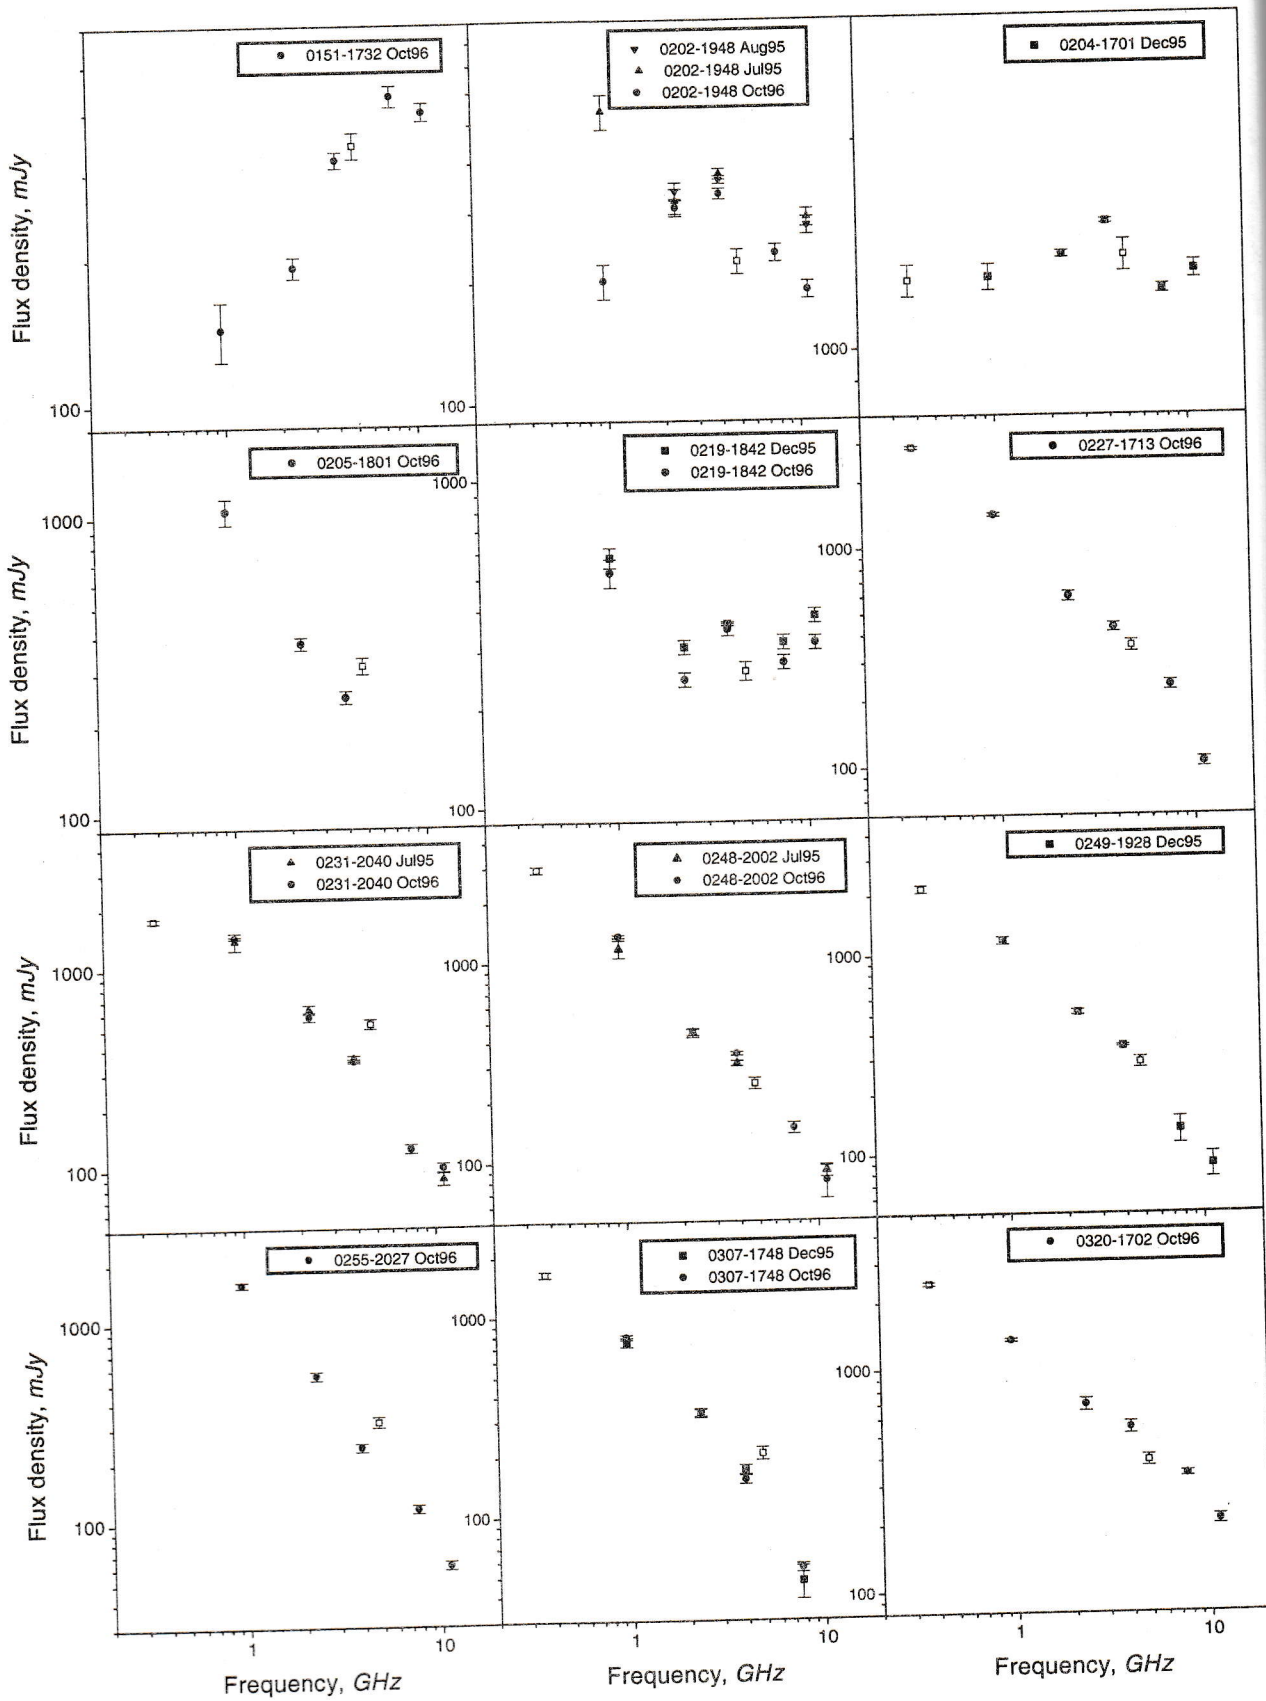 0151-1732 Oct96
0202-1948 Aug95
0202-1948 Jul95
0202-1948 Oct96
0204-1701 Dec95
Flux density, mJy
100
100
1000
0205-1801 Oct96
0219-1842 Dec95
0219-1842 Oct96
0227-1713 Oct96
Flux density, mJy
1000
100
1000
100
1000
100
0231-2040 Jul95
0231-2040 Oct96
0248-2002 Jul95
0248-2002 Oct96
0249-1928 Dec95
Flux density, mJy
1000
100
1000
100
1000
100
0255-2027 Oct96
0307-1748 Dec95
0307-1748 Oct96
0320-1702 Oct96
Flux density, mJy
1000
100
1000
100
1000
100
1 10
1 10
1 10
Frequency, GHz
Frequency, GHz
Frequency, GHz